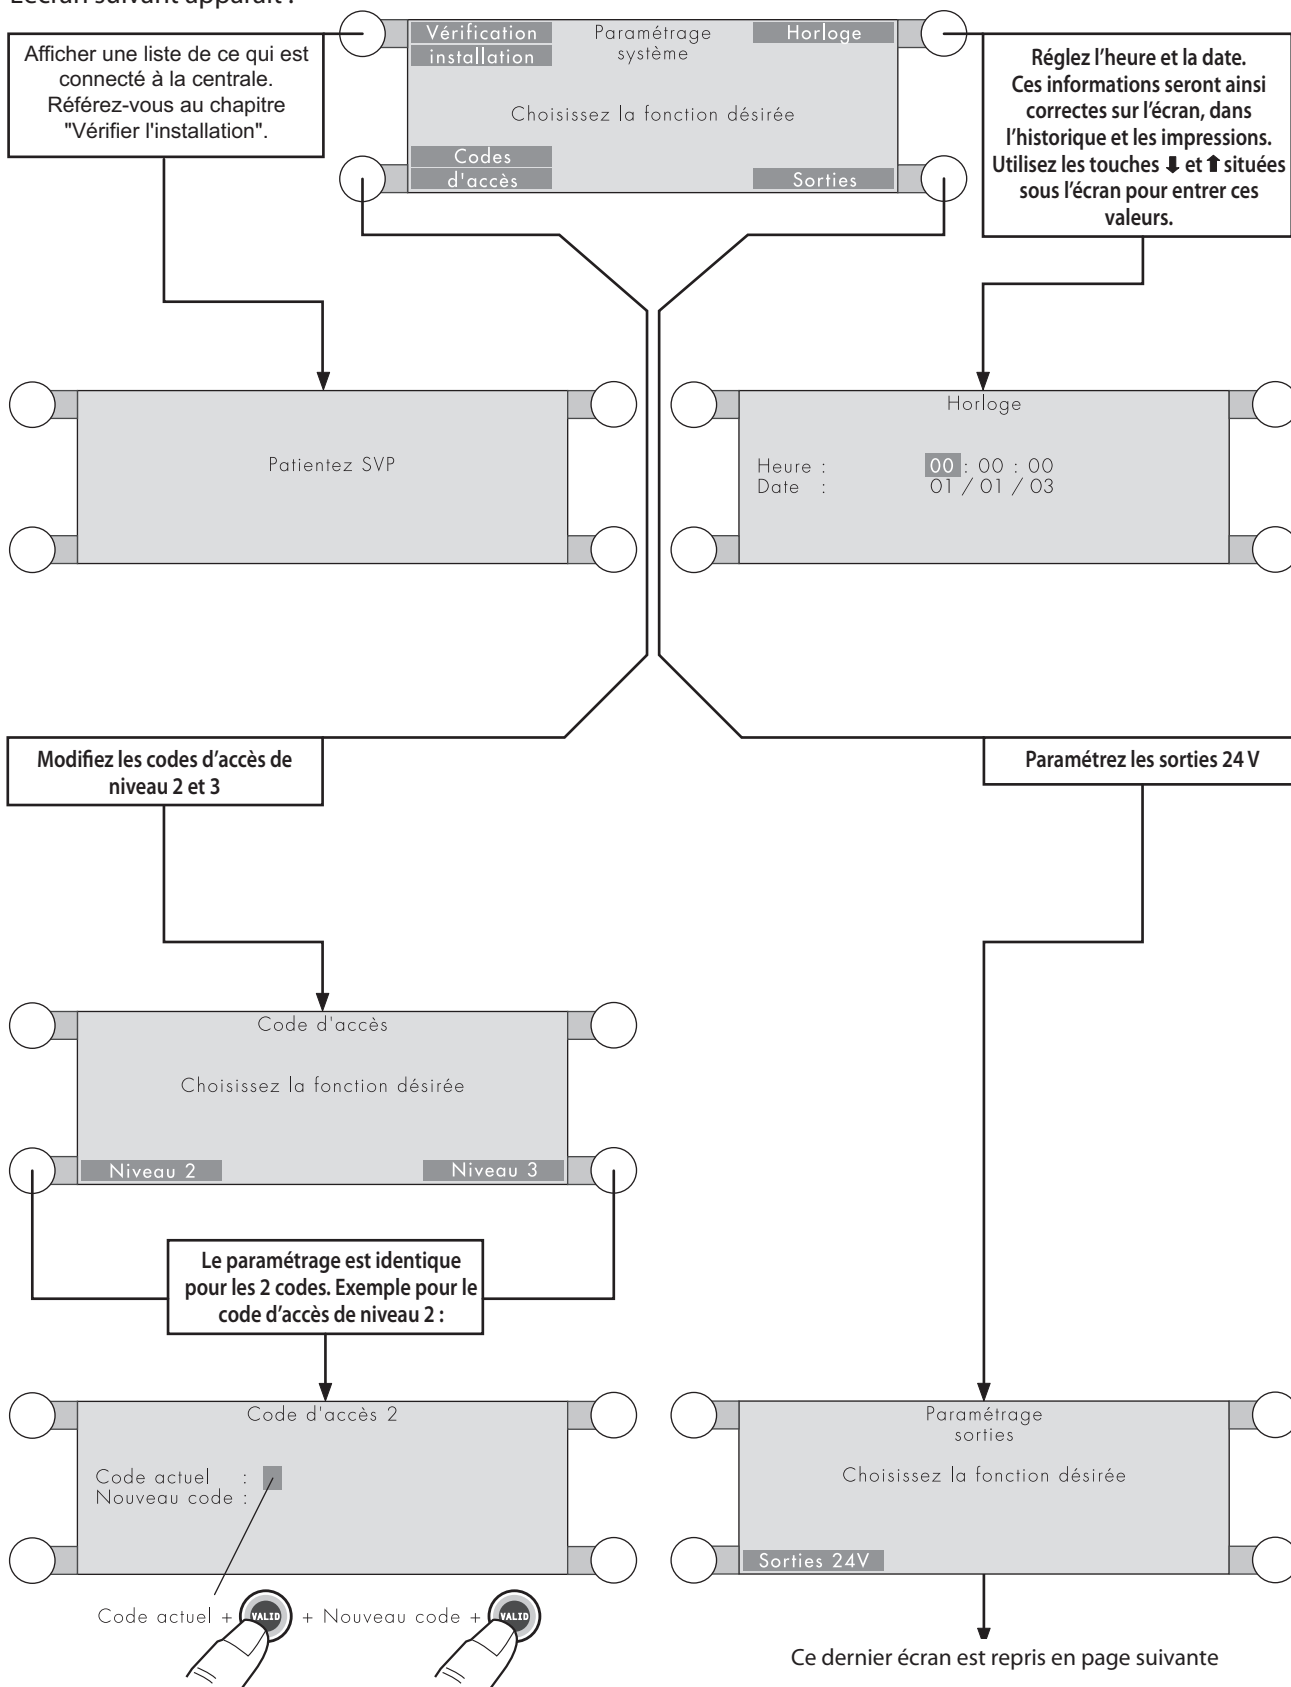 L'écran suivant apparaît :
Vérification
installation
Paramétrage
système
Horloge
Choisissez la fonction désirée
Codes
d'accès
Sorties
Afficher une liste de ce qui est
connecté à la centrale.
Référez-vous au chapitre
"Vérifier l'installation".
Réglez l’heure et la date.
Ces informations seront ainsi
correctes sur l’écran, dans
l’historique et les impressions.
Utilisez les touches ⬇ et ⬆ situées
sous l’écran pour entrer ces
valeurs.
Patientez SVP
Horloge
Heure : 00 : 00 : 00
Date : 01 / 01 / 03
Modifiez les codes d’accès de
niveau 2 et 3
Paramétrez les sorties 24 V
Code d'accès
Choisissez la fonction désirée
Niveau 2
Niveau 3
Le paramétrage est identique
pour les 2 codes. Exemple pour le
code d’accès de niveau 2 :
Code d'accès 2
Code actuel :
Nouveau code :
Code actuel + VALID + Nouveau code + VALID
Paramétrage
sorties
Choisissez la fonction désirée
Sorties 24V
Ce dernier écran est repris en page suivante